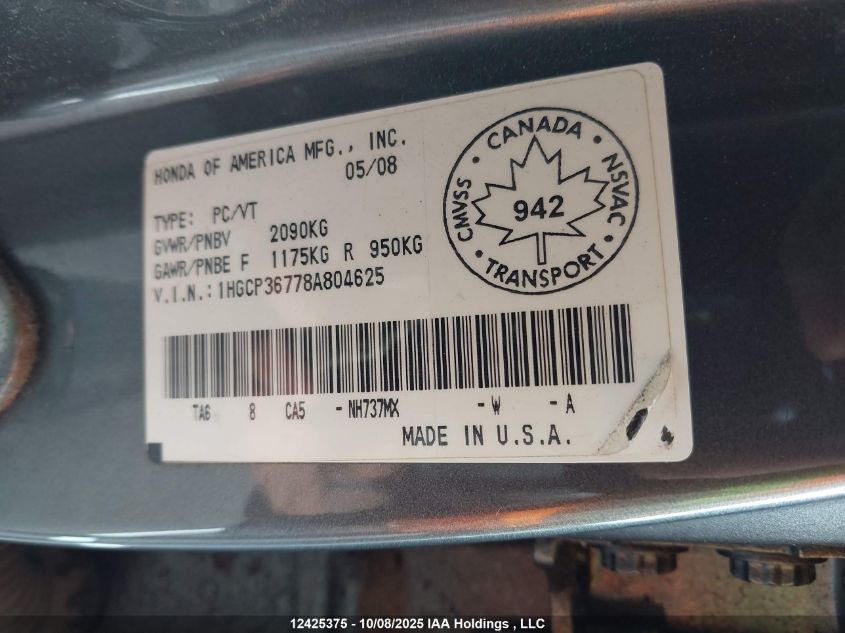 HONDA OF AMERICA MFG., INC.
05/08
TYPE: PC/VT
GVWR/PNBV 2090KG
GAWR/PNBE F 1175KG R 950KG
V.I.N.:1HGCP36778A804625
CANADA
CMVSS
NSVAC
942
TRANSPORT
TA6 8 CA5 -NH737MX -W -A
MADE IN U.S.A.
12425375 - 10/08/2025 IAA Holdings , LLC